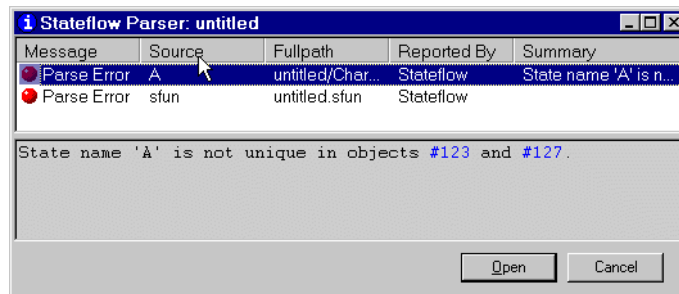 Stateflow Parser: untitled
Message Source Fullpath Reported By Summary
Parse Error A untitled/Char... Stateflow State name 'A' is n...
Parse Error sfun untitled.sfun Stateflow
State name 'A' is not unique in objects #123 and #127.
Open Cancel